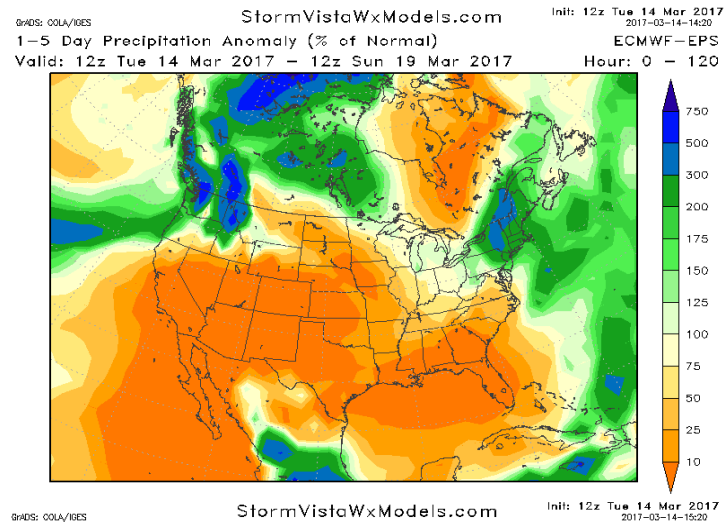 GrADS: COLA/IGES
StormVistaWxModels.com
Init: 12z Tue 14 Mar 2017
2017-03-14-14:20
1-5 Day Precipitation Anomaly (% of Normal)
ECMWF-EPS
Valid: 12z Tue 14 Mar 2017 - 12z Sun 19 Mar 2017
Hour: 0 - 120
750
500
300
200
175
150
125
100
75
50
25
10
GrADS: COLA/IGES
StormVistaWxModels.com
Init: 12z Tue 14 Mar 2017
2017-03-14-15:20